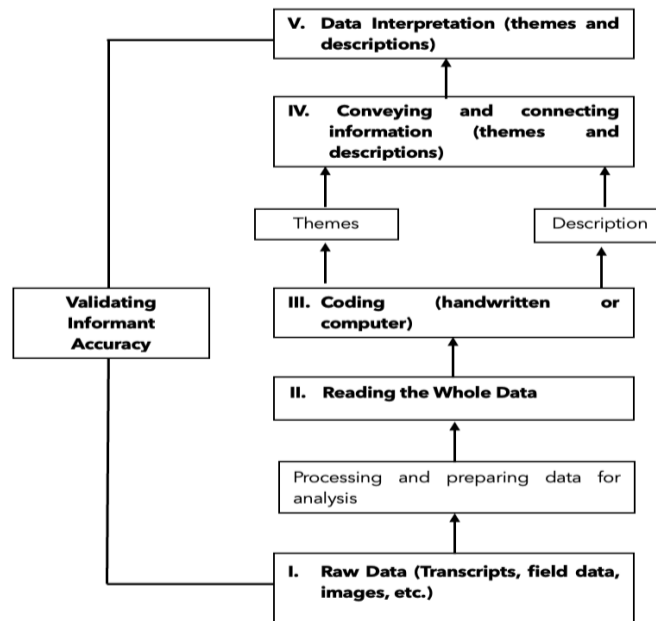 V. Data Interpretation (themes and
descriptions)
IV. Conveying and connecting
information (themes and
descriptions)
Themes
Description
Validating
Informant
Accuracy
III. Coding (handwritten or
computer)
II. Reading the Whole Data
Processing and preparing data for
analysis
I. Raw Data (Transcripts, field data,
images, etc.)